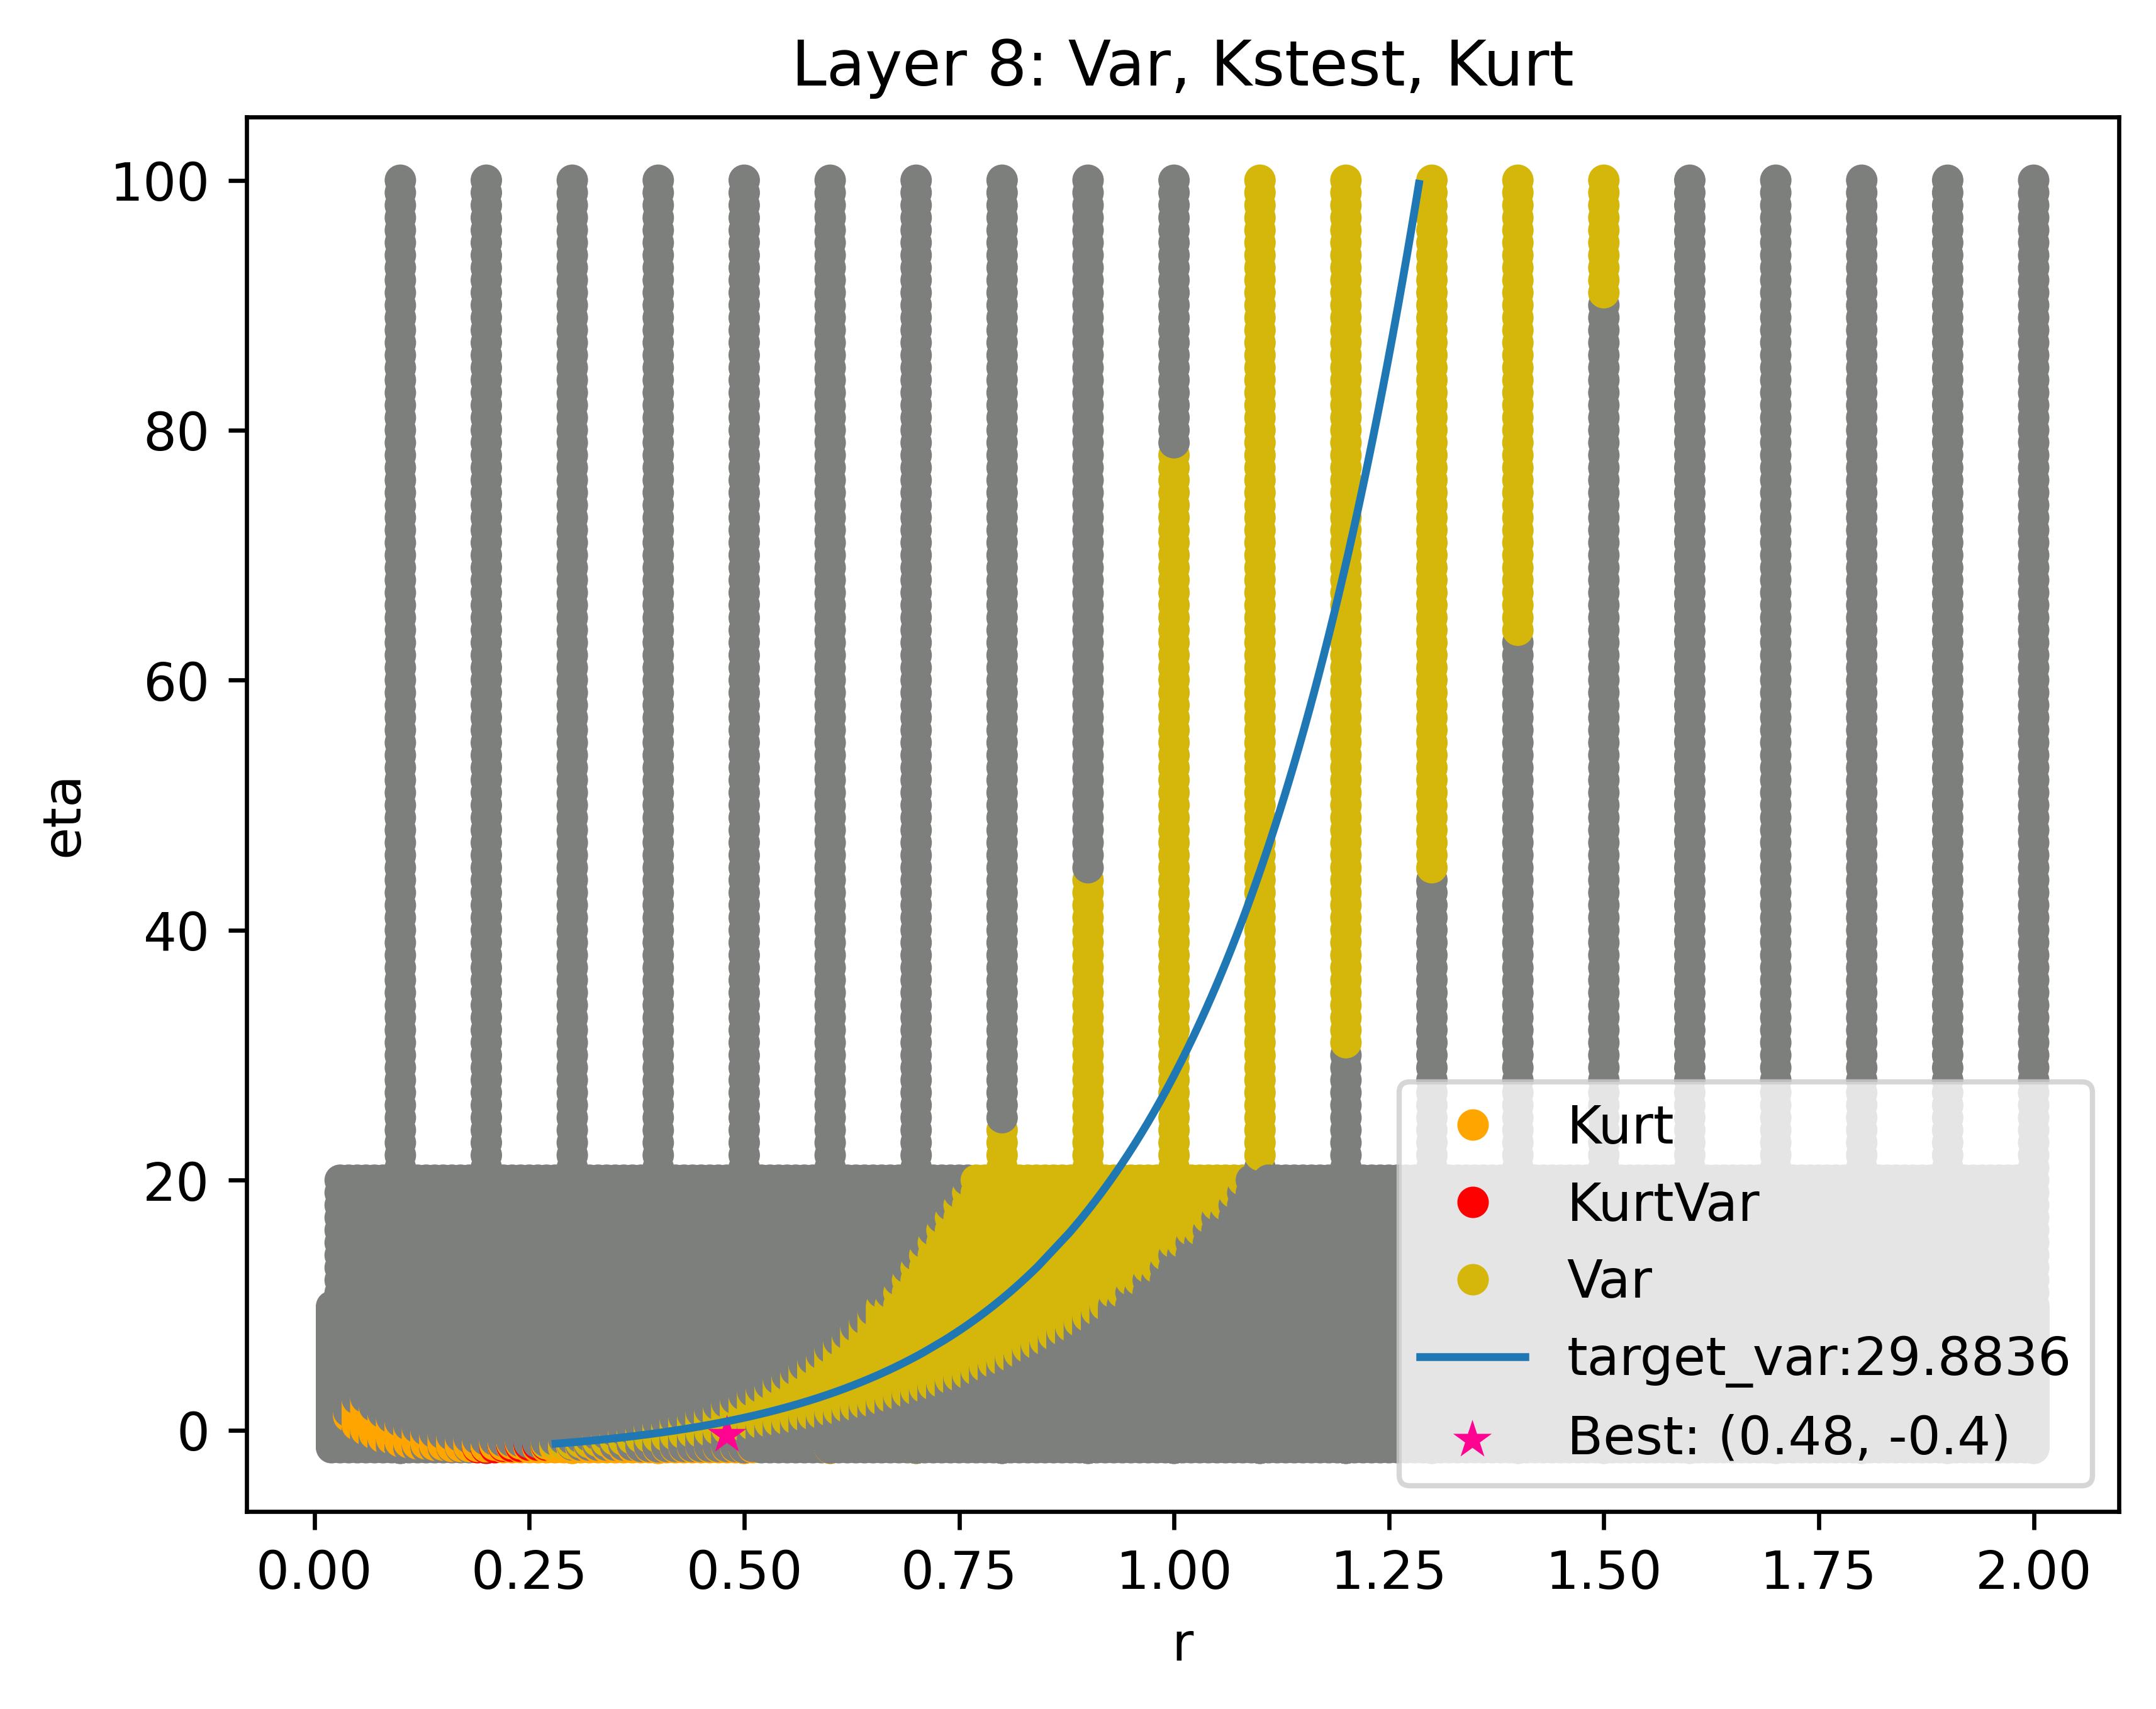 Layer 8: Var, Kstest, Kurt
100
80
60
40
20
0
eta
0.00 0.25 0.50 0.75 1.00 1.25 1.50 1.75 2.00
r
Kurt
KurtVar
Var
target_var:29.8836
Best: (0.48, -0.4)